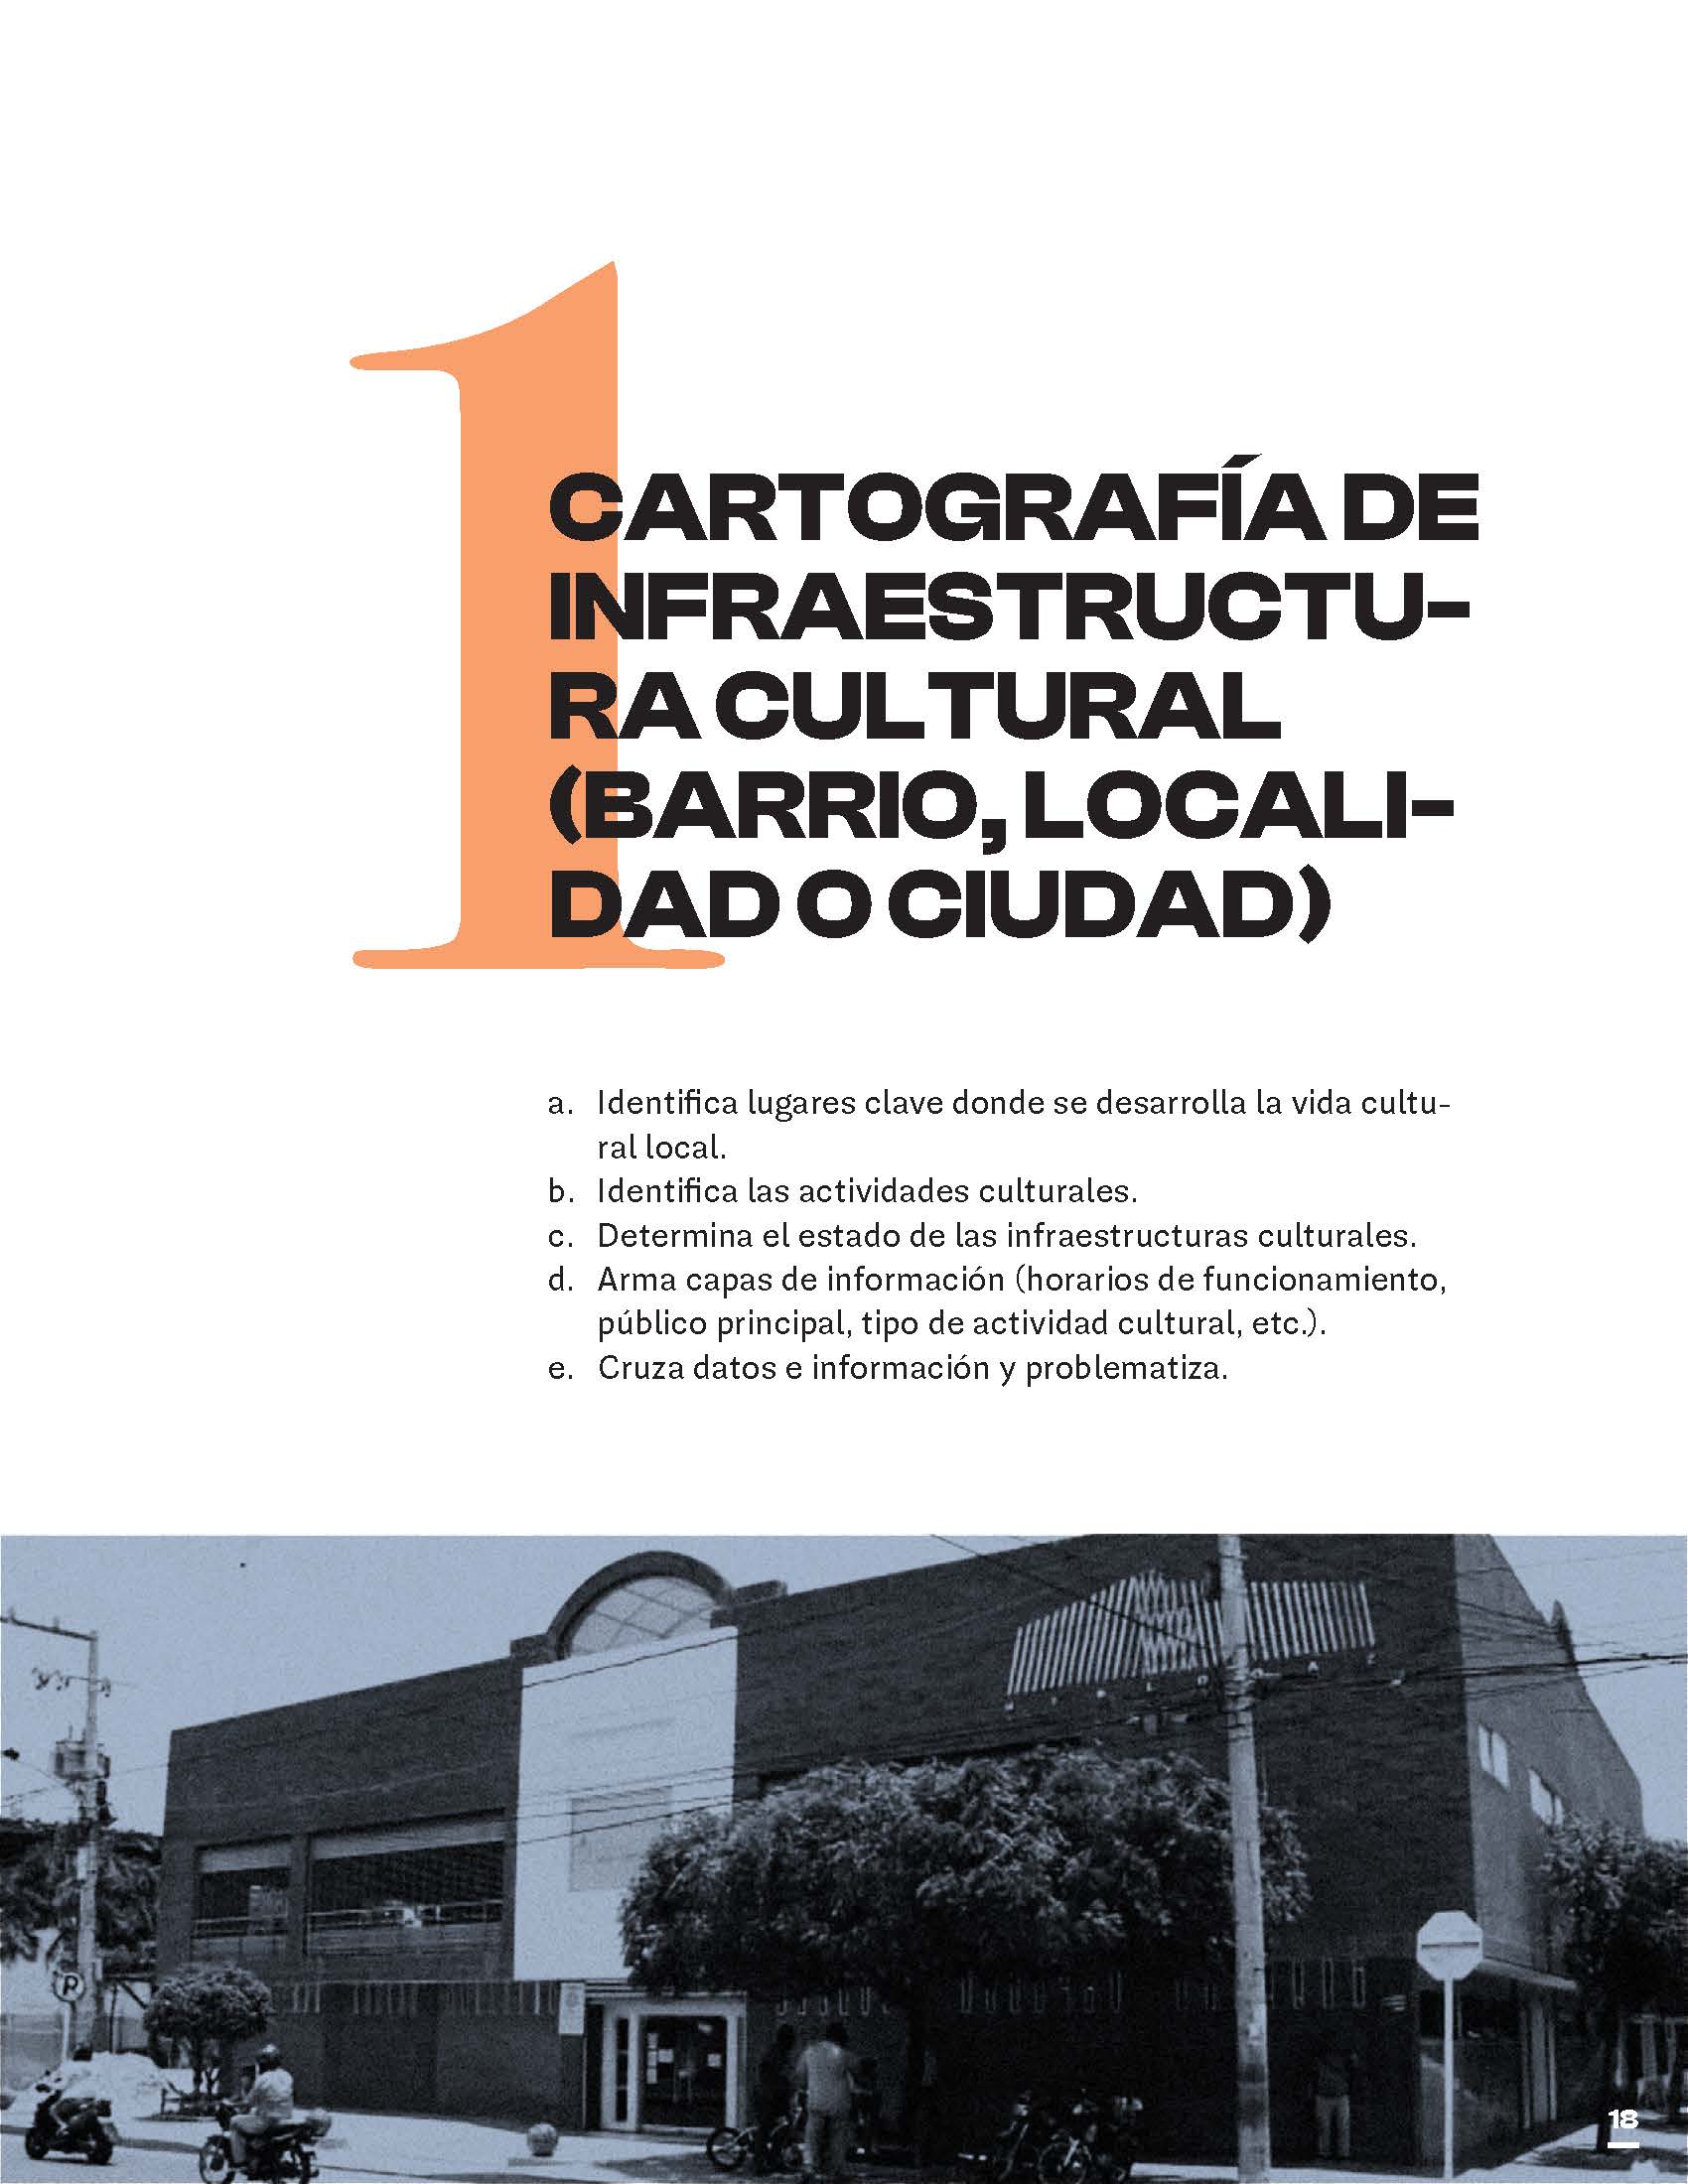 1
CARTOGRAFÍA DE
INFRAESTRUCTU-
RA CULTURAL
(BARRIO, LOCALI-
DAD O CIUDAD)
a. Identifica lugares clave donde se desarrolla la vida cultu-
ral local.
b. Identifica las actividades culturales.
c. Determina el estado de las infraestructuras culturales.
d. Arma capas de información (horarios de funcionamiento,
público principal, tipo de actividad cultural, etc.).
e. Cruza datos e información y problematiza.
P
18